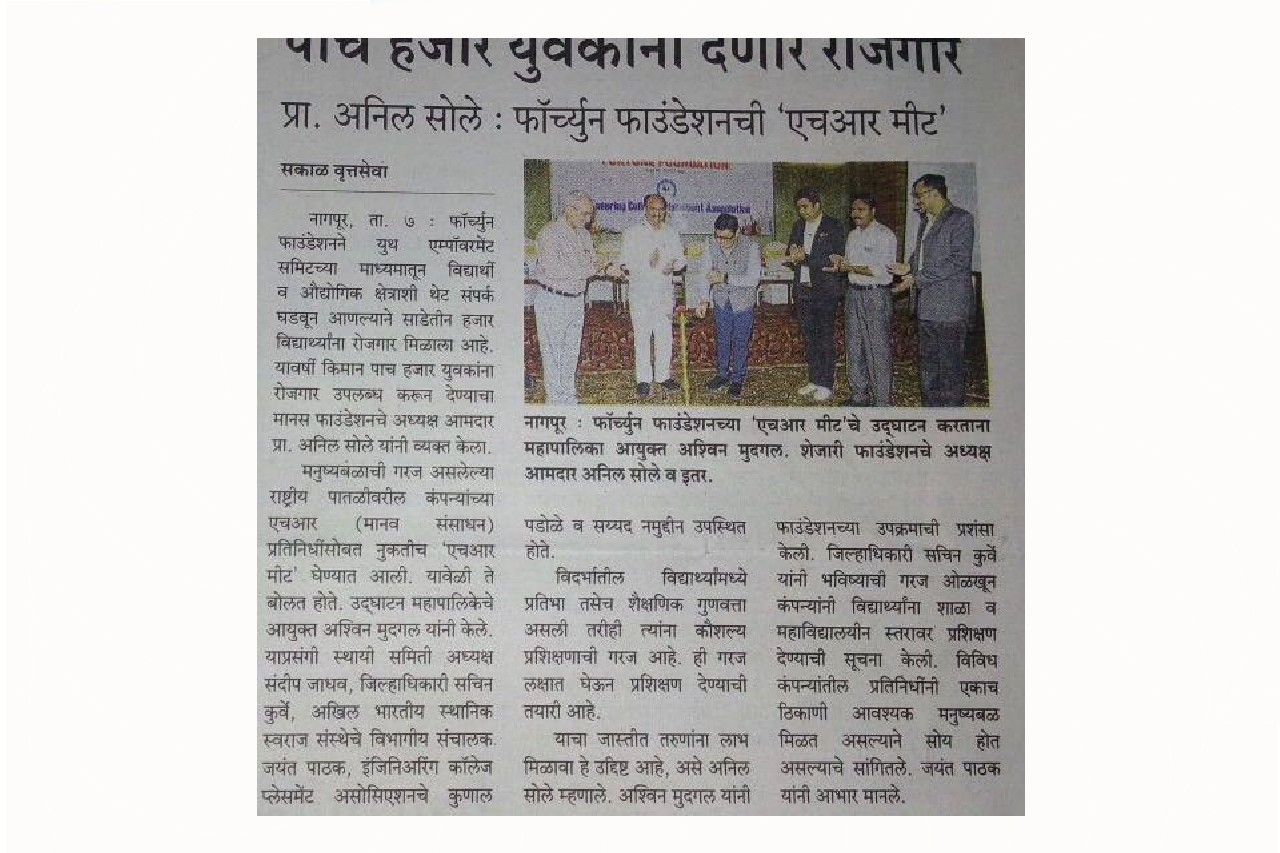 पाच हजार युवकांना देणार रोजगार
प्रा. अनिल सोले : फॉर्च्युन फाउंडेशनची 'एचआर मीट'
सकाळ वृत्तसेवा
नागपूर, ता. ७ : फॉर्च्युन
फाउंडेशनने युथ एम्पॉवरमेंट
समिटच्या माध्यमातून विद्यार्थी
व औद्योगिक क्षेत्राशी थेट संपर्क
घडवून आणल्याने साडेतीन हजार
विद्यार्थ्यांना रोजगार मिळाला आहे.
यावर्षी किमान पाच हजार युवकांना
रोजगार उपलब्ध करून देण्याचा
मानस फाउंडेशनचे अध्यक्ष आमदार
प्रा. अनिल सोले यांनी व्यक्त केला.
मनुष्यबळाची गरज असलेल्या
राष्ट्रीय पातळीवरील कंपन्यांच्या
एचआर (मानव संसाधन)
प्रतिनिधींसोबत नुकतीच 'एचआर
मीट' घेण्यात आली. यावेळी ते
बोलत होते. उद्घाटन महापालिकेचे
आयुक्त अश्विन मुदगल यांनी केले.
याप्रसंगी स्थायी समिती अध्यक्ष
संदीप जाधव, जिल्हाधिकारी सचिन
कुर्वे, अखिल भारतीय स्थानिक
स्वराज संस्थेचे विभागीय संचालक
जयंत पाठक, इंजिनिअरिंग कॉलेज
प्लेसमेंट असोसिएशनचे कुणाल
FORTUNE FOUNDATION
नागपूर : फॉर्च्युन फाउंडेशनच्या 'एचआर मीट'चे उद्घाटन करताना
महापालिका आयुक्त अश्विन मुदगल. शेजारी फाउंडेशनचे अध्यक्ष
आमदार अनिल सोले व इतर.
पडोळे व सय्यद नमुद्दीन उपस्थित
होते.
विदर्भातील विद्यार्थ्यांमध्ये
प्रतिभा तसेच शैक्षणिक गुणवत्ता
असली तरीही त्यांना कौशल्य
प्रशिक्षणाची गरज आहे. ही गरज
लक्षात घेऊन प्रशिक्षण देण्याची
तयारी आहे.
याचा जास्तीत तरुणांना लाभ
मिळावा हे उद्दिष्ट आहे, असे अनिल
सोले म्हणाले. अश्विन मुदगल यांनी
फाउंडेशनच्या उपक्रमाची प्रशंसा
केली. जिल्हाधिकारी सचिन कुर्वे
यांनी भविष्याची गरज ओळखून
कंपन्यांनी विद्यार्थ्यांना शाळा व
महाविद्यालयीन स्तरावर प्रशिक्षण
देण्याची सूचना केली. विविध
कंपन्यांतील प्रतिनिधींनी एकाच
ठिकाणी आवश्यक मनुष्यबळ
मिळत असल्याने सोय होत
असल्याचे सांगितले. जयंत पाठक
यांनी आभार मानले.